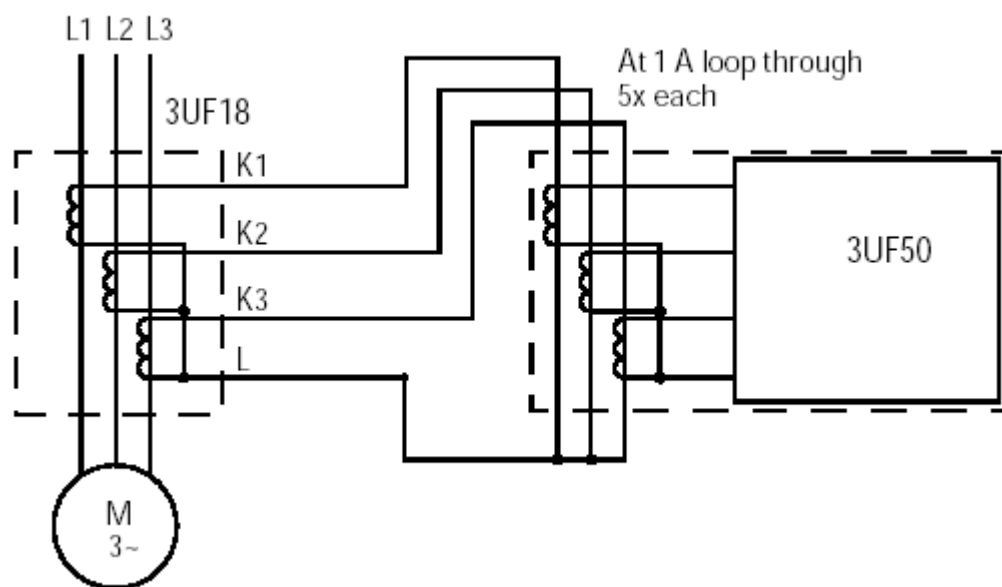 L1 L2 L3
At 1 A loop through
5x each
3UF18
K1
K2
3UF50
K3
L
M
3~